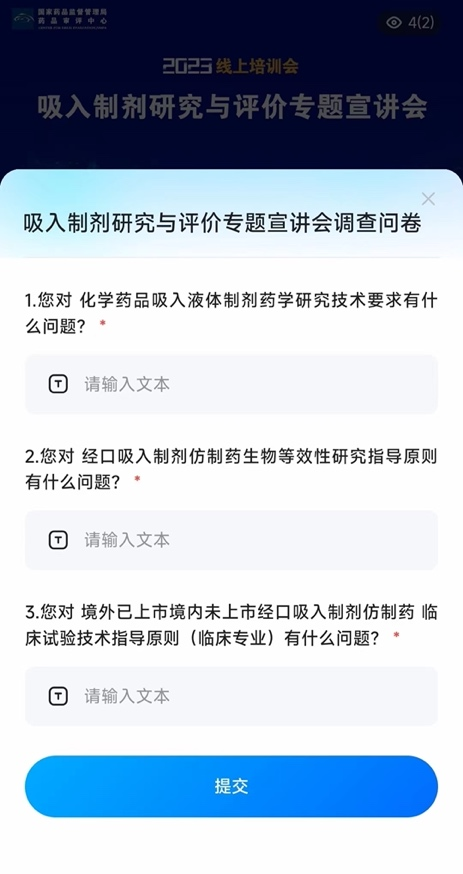 国家药品监督管理局
药品审评中心
4(2)
2023线上培训会
吸入制剂研究与评价专题宣讲会
吸入制剂研究与评价专题宣讲会调查问卷
1.您对 化学药品吸入液体制剂药学研究技术要求有什
么问题？ *
请输入文本
2.您对 经口吸入制剂仿制药生物等效性研究指导原则
有什么问题？ *
请输入文本
3.您对 境外已上市境内未上市经口吸入制剂仿制药 临
床试验技术指导原则（临床专业）有什么问题？ *
请输入文本
提交